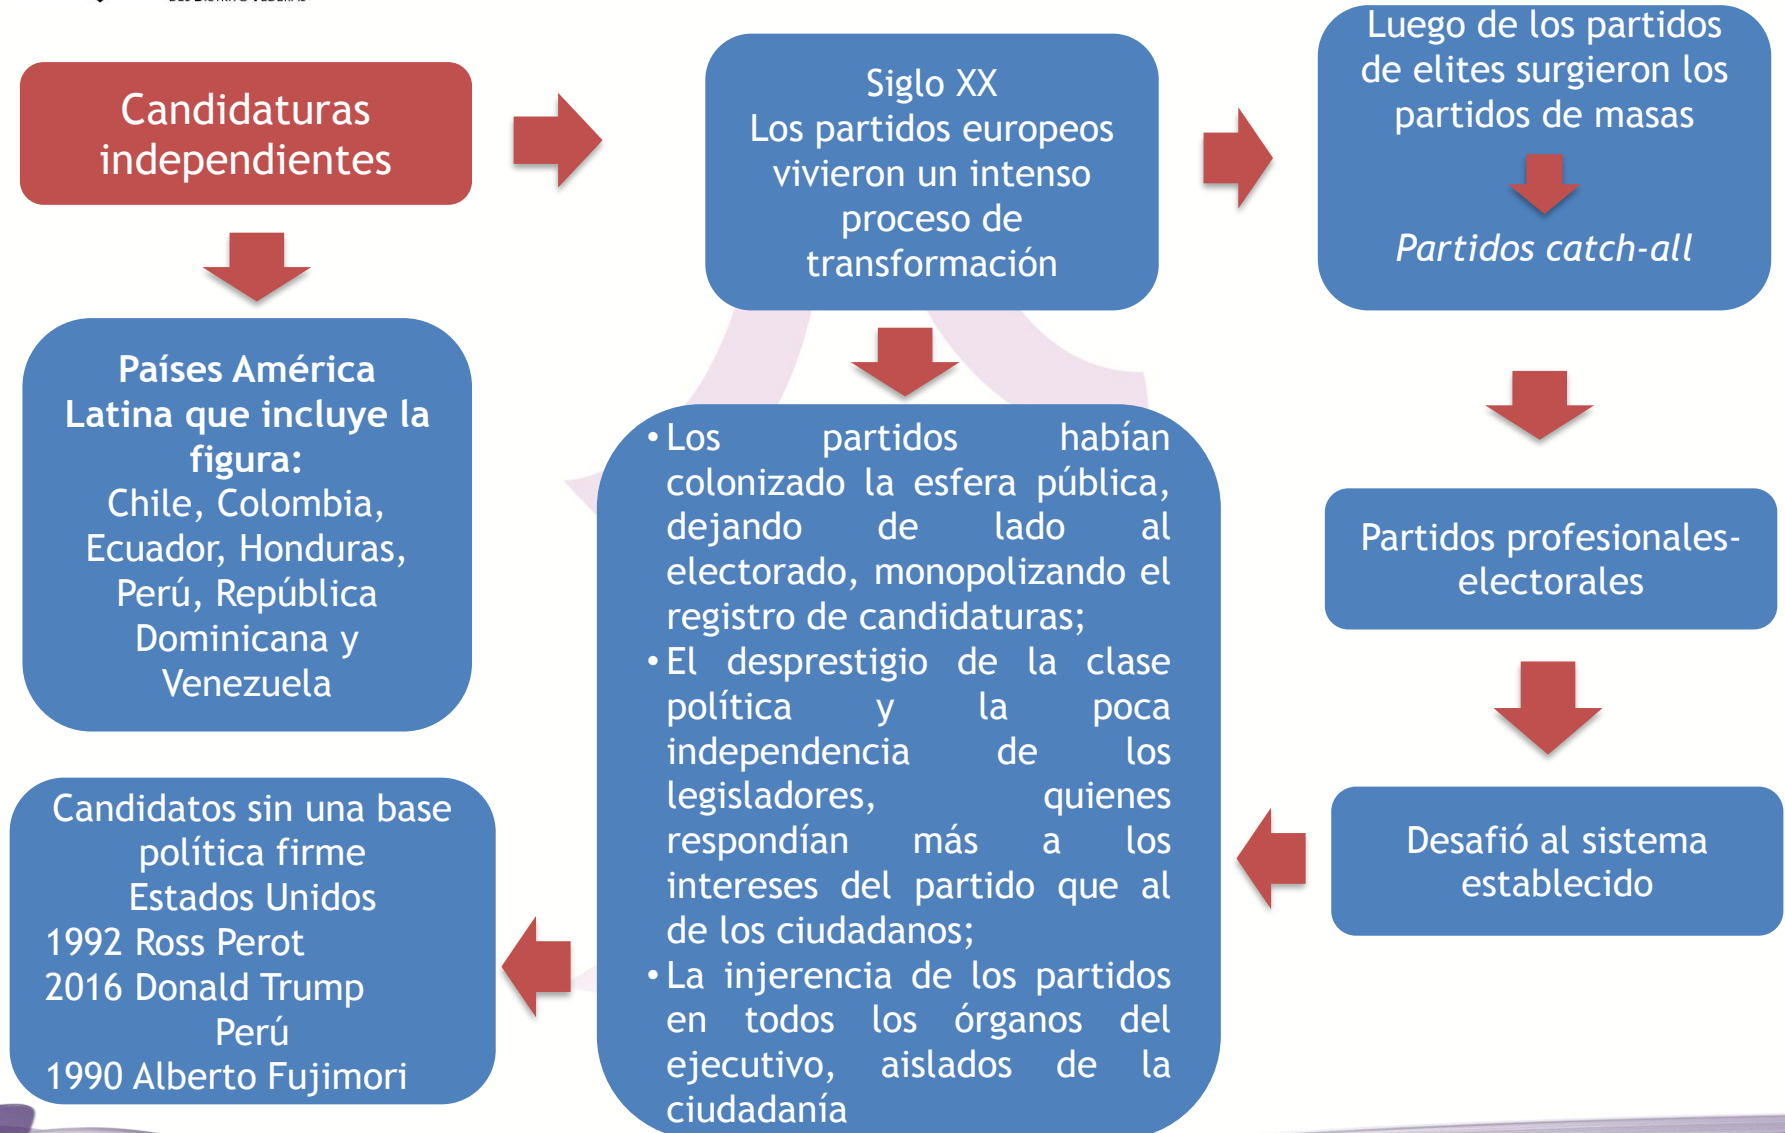 Candidaturas
independientes
Siglo XX
Los partidos europeos
vivieron un intenso
proceso de
transformación
Luego de los partidos
de elites surgieron los
partidos de masas
Partidos catch-all
Países América
Latina que incluye la
figura:
Chile, Colombia,
Ecuador, Honduras,
Perú, República
Dominicana y
Venezuela
• Los partidos habían
colonizado la esfera pública,
dejando de lado al
electorado, monopolizando el
registro de candidaturas;
• El desprestigio de la clase
política y la poca
independencia de los
legisladores, quienes
respondían más a los
intereses del partido que al
de los ciudadanos;
• La injerencia de los partidos
en todos los órganos del
ejecutivo, aislados de la
ciudadanía
Partidos profesionales-
electorales
Desafió al sistema
establecido
Candidatos sin una base
política firme
Estados Unidos
1992 Ross Perot
2016 Donald Trump
Perú
1990 Alberto Fujimori